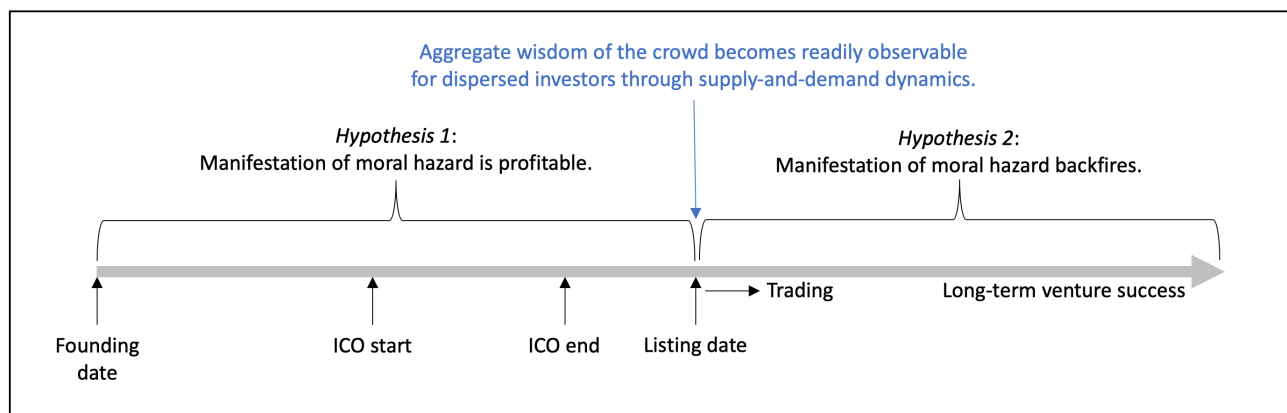 Aggregate wisdom of the crowd becomes readily observable
for dispersed investors through supply-and-demand dynamics.
Hypothesis 1:
Manifestation of moral hazard is profitable.
Hypothesis 2:
Manifestation of moral hazard backfires.
Trading
Long-term venture success
Founding
date
ICO start
ICO end
Listing date